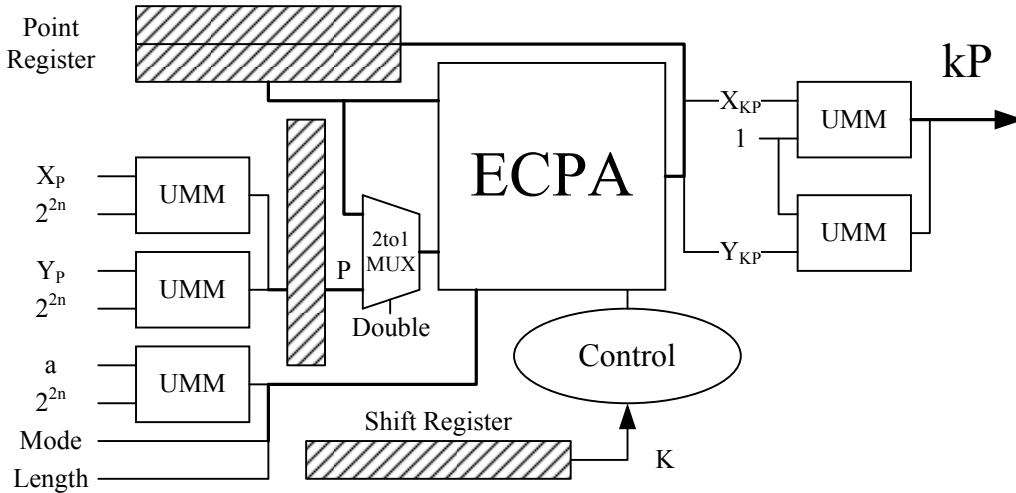 Point
Register
kP
X_KP
UMM
1
ECPA
X_P
UMM
2^2n
2to1
MUX
UMM
Y_KP
Y_P
P
UMM
2^2n
Double
Control
a
UMM
2^2n
Shift Register
Mode
K
Length